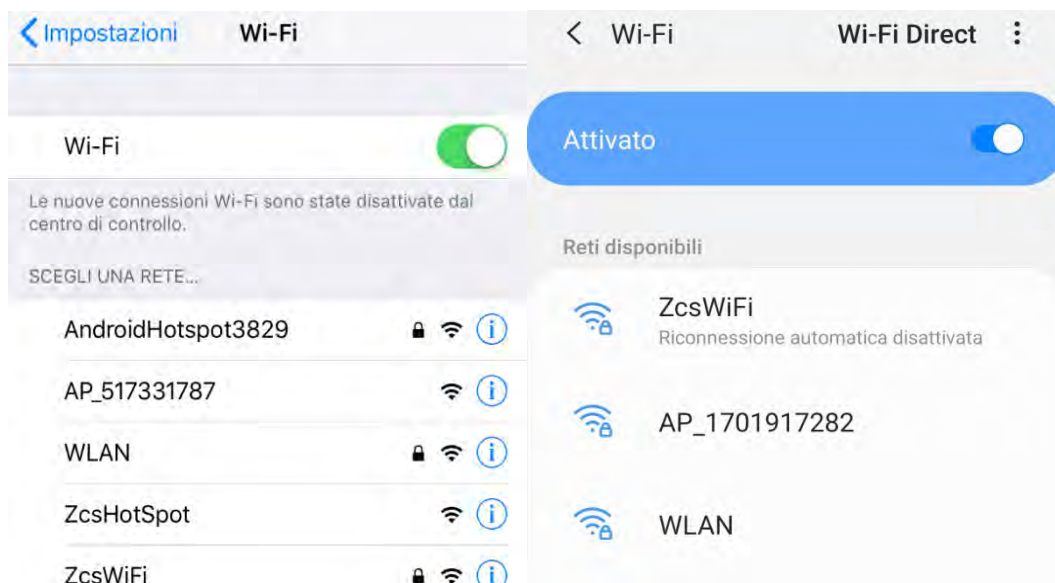 Impostazioni Wi-Fi
Wi-Fi
Le nuove connessioni Wi-Fi sono state disattivate dal
centro di controllo.
SCEGLI UNA RETE...
AndroidHotspot3829
AP_517331787
WLAN
ZcsHotSpot
ZcsWiFi
Wi-Fi Wi-Fi Direct
Attivato
Reti disponibili
ZcsWiFi
Riconnessione automatica disattivata
AP_1701917282
WLAN